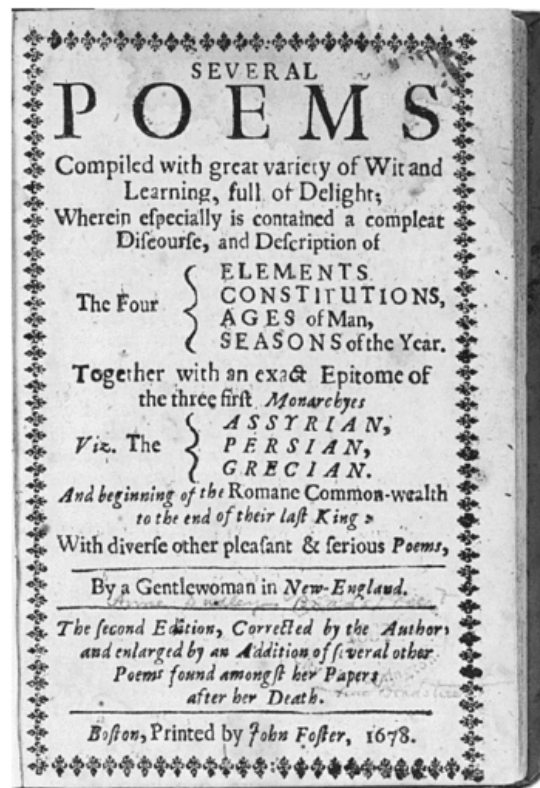 SEVERAL
POEMS
Compiled with great variety of Wit and
Learning, full of Delight;
Wherein eſpecially is contained a compleat
Diſcourſe, and Deſcription of
The Four
ELEMENTS.
CONSTITUTIONS,
AGES of Man,
SEASONS of the Year.
Together with an exact Epitome of
the three firſt Monarchyes
Viz. The
ASSYRIAN,
PERSIAN,
GRECIAN.
And beginning of the Romane Common-wealth
to the end of their laſt King:
With diverſe other pleaſant & ſerious Poems,
By a Gentlewoman in New-England.
The ſecond Edition, Corrected by the Author,
and enlarged by an Addition of ſeveral other
Poems found amongſt her Papers
after her Death.
Boſton, Printed by John Foſter, 1678.